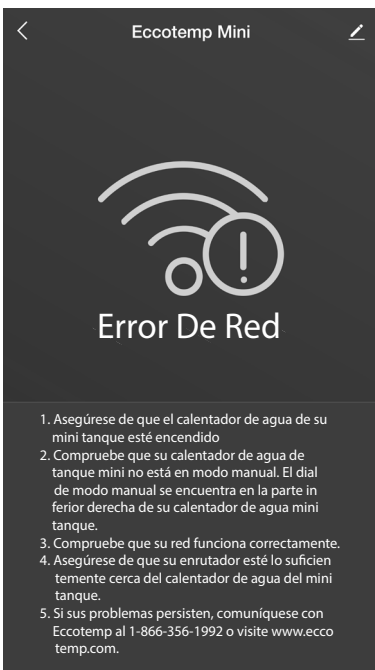 Eccotemp Mini
Error De Red
1. Asegúrese de que el calentador de agua de su
mini tanque esté encendido
2. Compruebe que su calentador de agua de
tanque mini no está en modo manual. El dial
de modo manual se encuentra en la parte in
ferior derecha de su calentador de agua mini
tanque.
3. Compruebe que su red funciona correctamente.
4. Asegúrese de que su enrutador esté lo suficien
temente cerca del calentador de agua del mini
tanque.
5. Si sus problemas persisten, comuníquese con
Eccotemp al 1-866-356-1992 o visite www.ecco
temp.com.